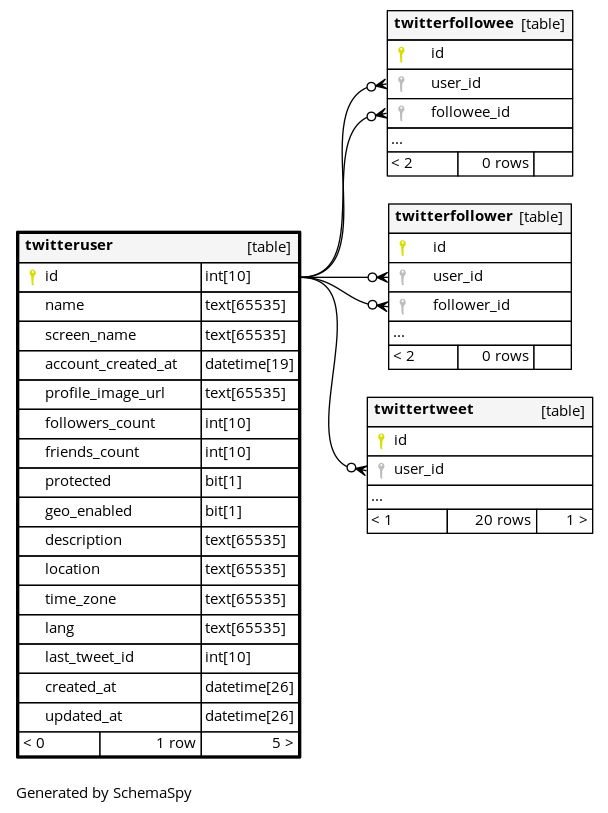 twitterfollowee [table]
id
user_id
followee_id
...
< 2 0 rows
twitterfollower [table]
id
user_id
follower_id
...
< 2 0 rows
twitteruser [table]
id int[10]
name text[65535]
screen_name text[65535]
account_created_at datetime[19]
profile_image_url text[65535]
followers_count int[10]
friends_count int[10]
protected bit[1]
geo_enabled bit[1]
description text[65535]
location text[65535]
time_zone text[65535]
lang text[65535]
last_tweet_id int[10]
created_at datetime[26]
updated_at datetime[26]
< 0 1 row 5 >
twittertweet [table]
id
user_id
...
< 1 20 rows 1 >
Generated by SchemaSpy